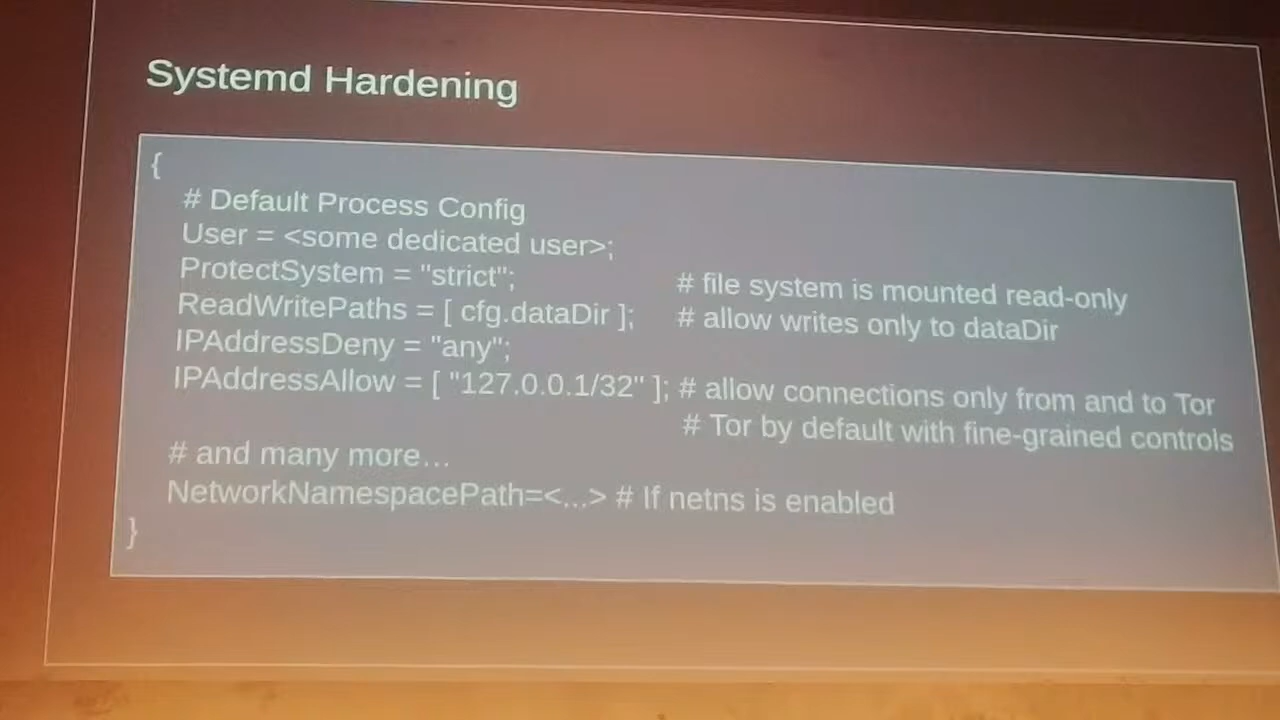 Systemd Hardening
{
# Default Process Config
User = <some dedicated user>;
ProtectSystem = "strict"; # file system is mounted read-only
ReadWritePaths = [ cfg.dataDir ]; # allow writes only to dataDir
IPAddressDeny = "any";
IPAddressAllow = [ "127.0.0.1/32" ]; # allow connections only from and to Tor
# Tor by default with fine-grained controls
# and many more…
NetworkNamespacePath=<...> # If netns is enabled
}